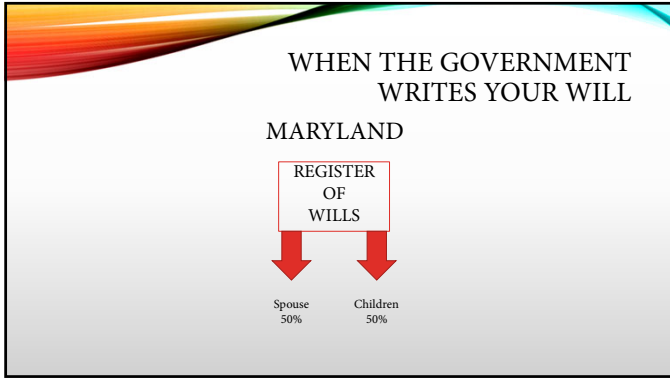 WHEN THE GOVERNMENT
WRITES YOUR WILL
MARYLAND
REGISTER
OF
WILLS
Spouse
50%
Children
50%